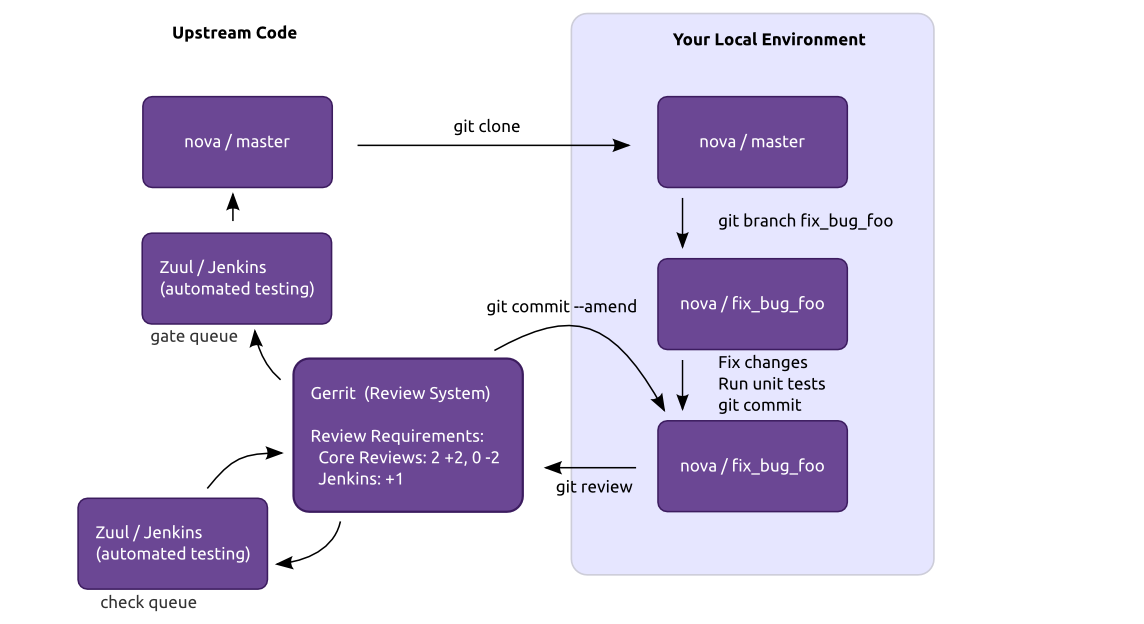 Upstream Code
Your Local Environment
nova / master
git clone
nova / master
git branch fix_bug_foo
Zuul / Jenkins
(automated testing)
gate queue
git commit --amend
nova / fix_bug_foo
Fix changes
Run unit tests
git commit
Gerrit  (Review System)
Review Requirements:
Core Reviews: 2 +2, 0 -2
Jenkins: +1
nova / fix_bug_foo
git review
Zuul / Jenkins
(automated testing)
check queue